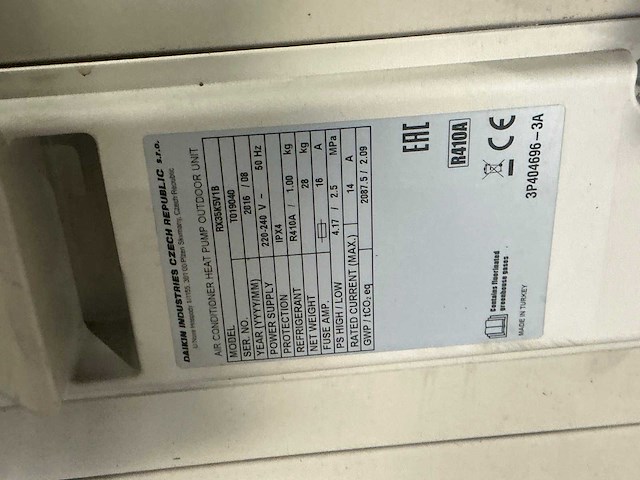 DAIKIN INDUSTRIES CZECH REPUBLIC s.r.o.
AIR CONDITIONER HEAT PUMP OUTDOOR UNIT
MODEL RX35K5V1B
SER. NO. T019040
YEAR (YYYY/MM) 2016 / 08
POWER SUPPLY 220-240 V ~ 50 Hz
PROTECTION IPX4
REFRIGERANT R410A / 1.00 kg
NET WEIGHT 28 kg
FUSE AMP. 16 A
PS HIGH / LOW 4.17 2.5 MPa
RATED CURRENT (MAX.) 14 A
GWP / tCO₂eq 2087.5 / 2.09
EAC
R410A
CE
Contains fluorinated
greenhouse gases
MADE IN TURKEY
3P404696-3A